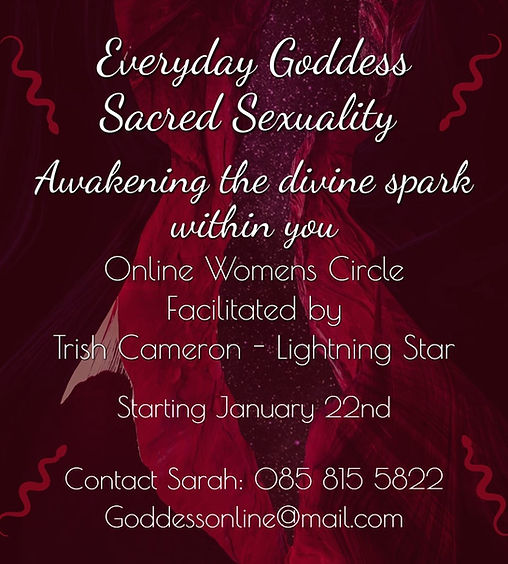 Everyday Goddess
Sacred Sexuality
Awakening the divine spark
within you
Online Womens Circle
Facilitated by
Trish Cameron - Lightning Star
Starting January 22nd
Contact Sarah: 085 815 5822
Goddessonline@mail.com